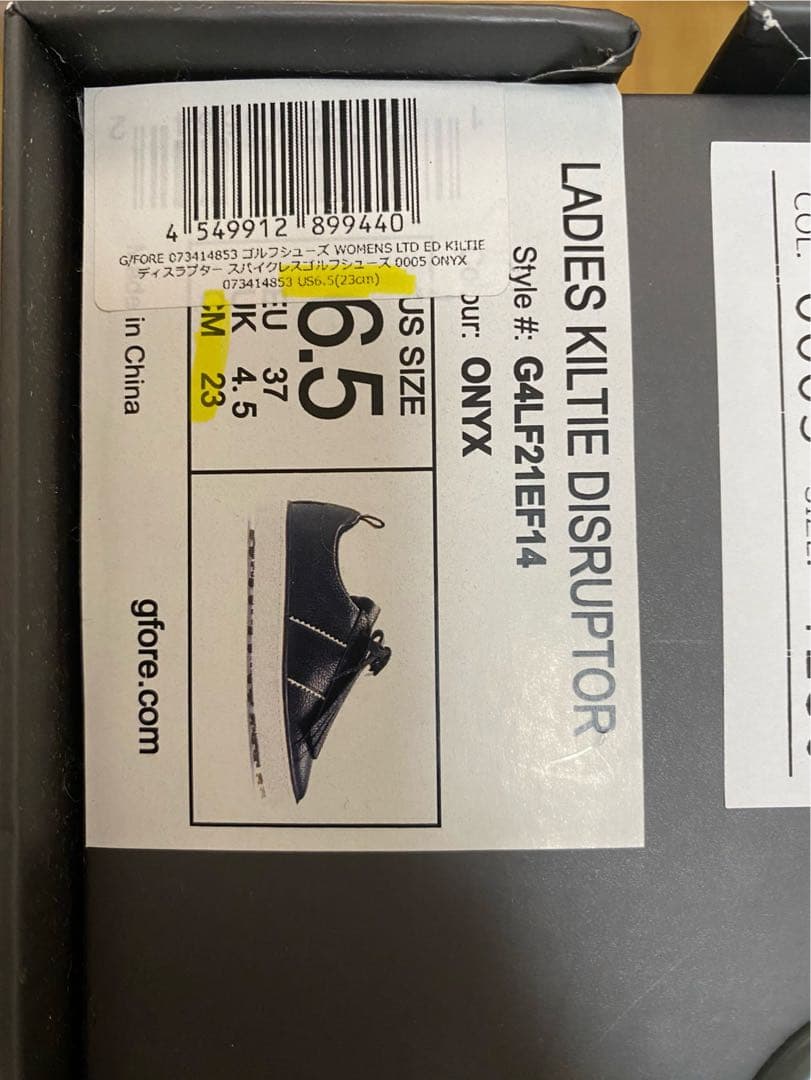 4 549912 899440
G/FORE 073414853 ゴルフシューズ WOMENS LTD ED KILTIE
ディスラプター スパイクレスゴルフシューズ 0005 ONYX
073414853 US6.5(23cm)
LADIES KILTIE DISRUPTOR
Style #: G4LF21EF14
our: ONYX
US SIZE
6.5
EU 37
UK 4.5
CM 23
in China
gfore.com
COL.